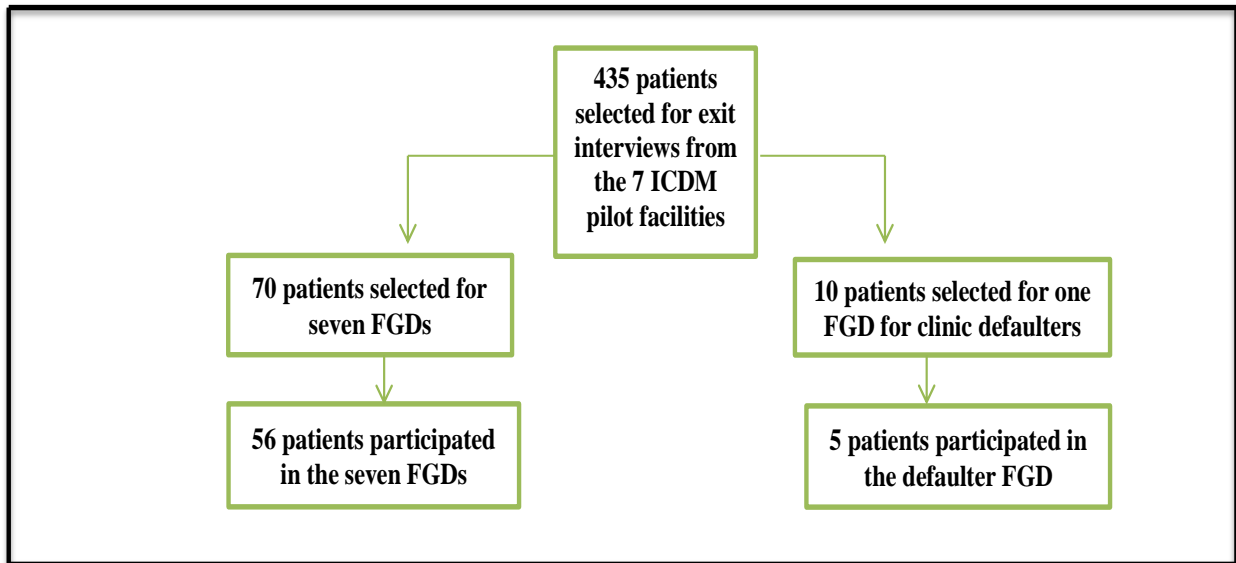 435 patients
selected for exit
interviews from
the 7 ICDM
pilot facilities
70 patients selected for
seven FGDs
10 patients selected for one
FGD for clinic defaulters
56 patients participated
in the seven FGDs
5 patients participated in
the defaulter FGD